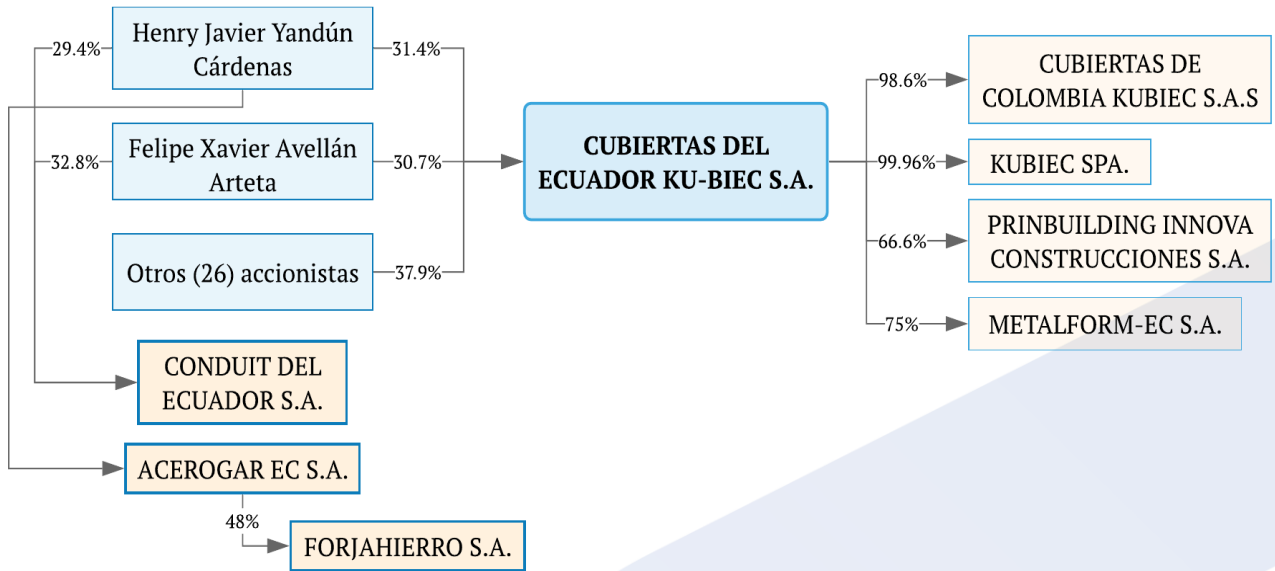 Henry Javier Yandún
Cárdenas
29.4%
31.4%
Felipe Xavier Avellán
Arteta
32.8%
30.7%
Otros (26) accionistas
37.9%
CUBIERTAS DEL
ECUADOR KU-BIEC S.A.
98.6%
CUBIERTAS DE
COLOMBIA KUBIEC S.A.S
99.96%
KUBIEC SPA.
66.6%
PRINBUILDING INNOVA
CONSTRUCCIONES S.A.
75%
METALFORM-EC S.A.
CONDUIT DEL
ECUADOR S.A.
ACEROGAR EC S.A.
48%
FORJAHIERRO S.A.